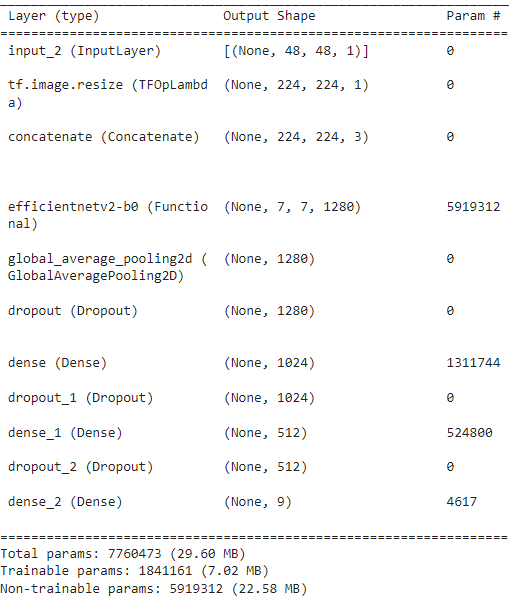 Layer (type) Output Shape Param #
=================================================================
input_2 (InputLayer) [(None, 48, 48, 1)] 0
tf.image.resize (TFOpLambd (None, 224, 224, 1) 0
a)
concatenate (Concatenate) (None, 224, 224, 3) 0
efficientnetv2-b0 (Functio (None, 7, 7, 1280) 5919312
nal)
global_average_pooling2d ( (None, 1280) 0
GlobalAveragePooling2D)
dropout (Dropout) (None, 1280) 0
dense (Dense) (None, 1024) 1311744
dropout_1 (Dropout) (None, 1024) 0
dense_1 (Dense) (None, 512) 524800
dropout_2 (Dropout) (None, 512) 0
dense_2 (Dense) (None, 9) 4617
=================================================================
Total params: 7760473 (29.60 MB)
Trainable params: 1841161 (7.02 MB)
Non-trainable params: 5919312 (22.58 MB)